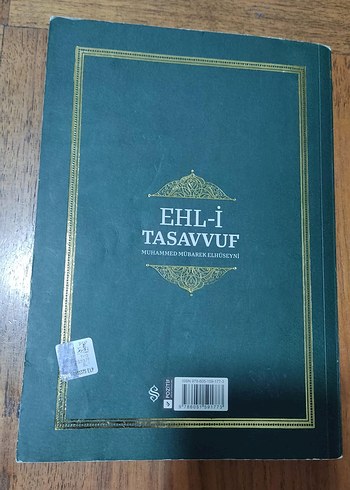 EHL-İ
TASAVVUF
MUHAMMED MÜBAREK ELHÜSEYNİ